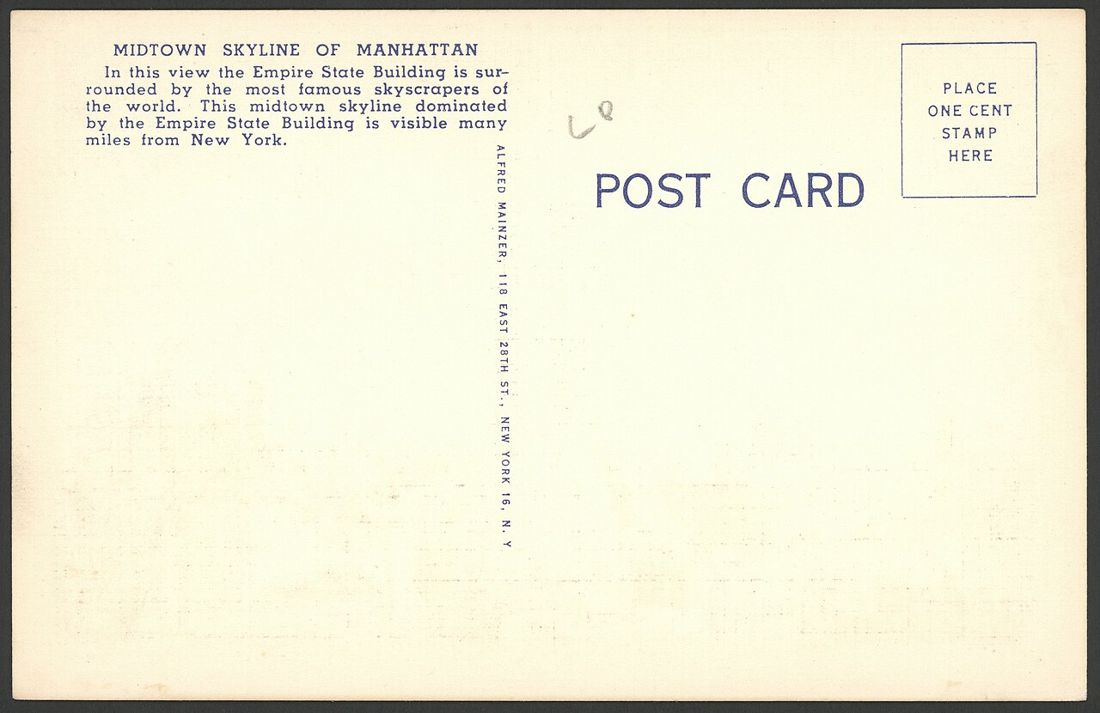 MIDTOWN SKYLINE OF MANHATTAN
In this view the Empire State Building is sur-
rounded by the most famous skyscrapers of
the world. This midtown skyline dominated
by the Empire State Building is visible many
miles from New York.
ALFRED MAINZER, 118 EAST 28TH ST., NEW YORK 16, N. Y
POST CARD
PLACE
ONE CENT
STAMP
HERE